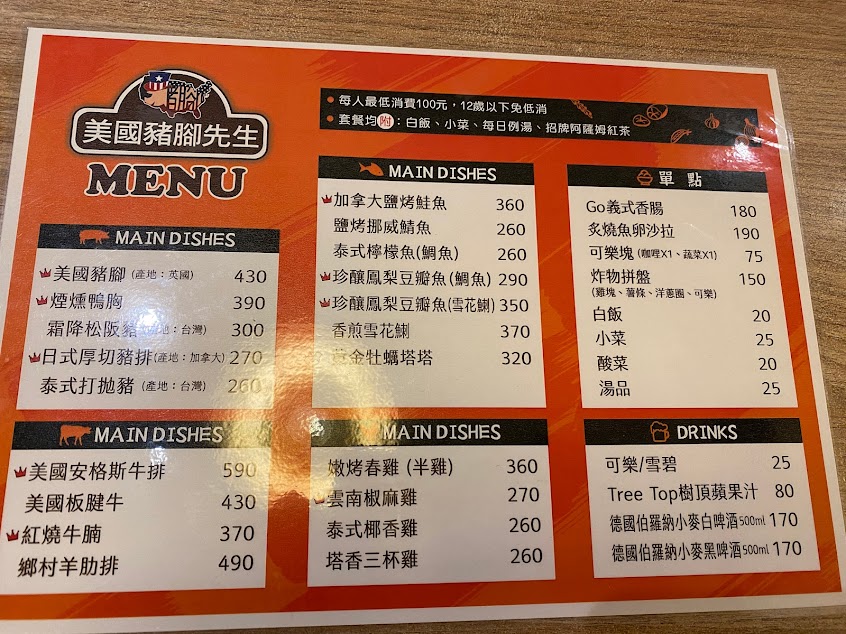 美國豬腳先生
MENU
每人最低消費100元，12歲以下免低消
套餐均附：白飯、小菜、每日例湯、招牌阿薩姆紅茶
MAIN DISHES
美國豬腳（產地：英國） 430
煙燻鴨胸 390
霜降松阪豬 地：台灣） 300
日式厚切豬排（產地：加拿大） 270
泰式打拋豬（產地：台灣） 260
MAIN DISHES
美國安格斯牛排 590
美國板腱牛 430
紅燒牛腩 370
鄉村羊肋排 490
MAIN DISHES
加拿大鹽烤鮭魚 360
鹽烤挪威鯖魚 260
泰式檸檬魚（鯛魚） 260
珍釀鳳梨豆瓣魚（鯛魚） 290
珍釀鳳梨豆瓣魚（雪花鯏） 350
香煎雪花鯏 370
金牡蠣塔塔 320
MAIN DISHES
嫩烤春雞（半雞） 360
雲南椒麻雞 270
泰式椰香雞 260
塔香三杯雞 260
單點
Go義式香腸 180
炙燒魚卵沙拉 190
可樂塊（咖哩X1、蔬菜X1） 75
炸物拼盤 150
（雞塊、薯條、洋蔥圈、可樂）
白飯 20
小菜 25
酸菜 20
湯品 25
DRINKS
可樂/雪碧 25
Tree Top樹頂蘋果汁 80
德國伯羅納小麥白啤酒500ml 170
德國伯羅納小麥黑啤酒500ml 170